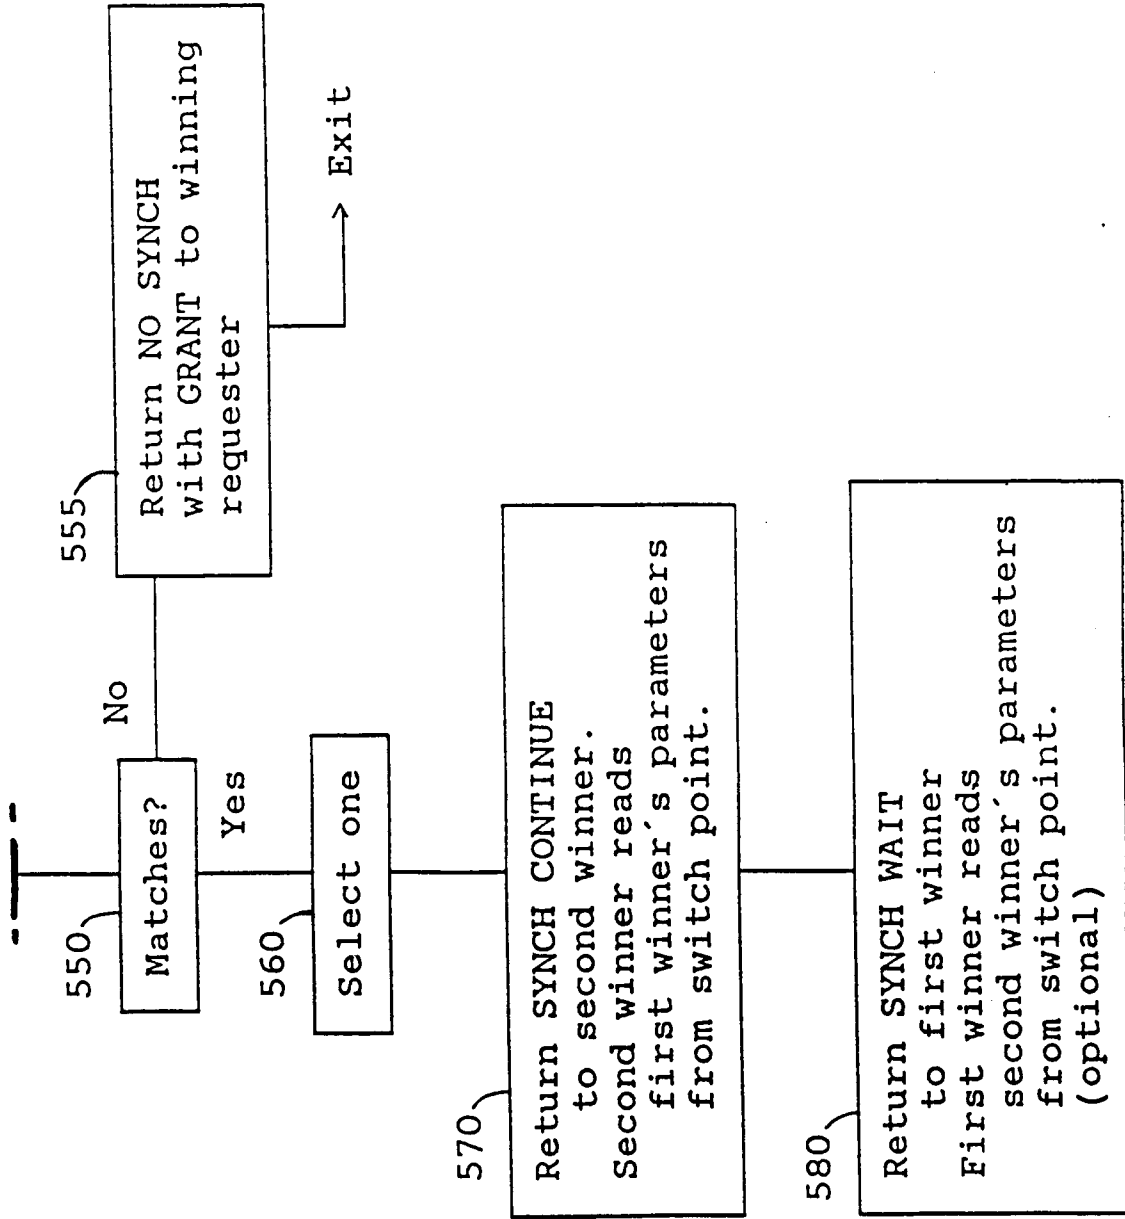 550
Matches?
No
Yes
555
Return NO SYNCH
with GRANT to winning
requester
Exit
560
Select one
570
Return SYNCH CONTINUE
to second winner.
Second winner reads
first winner´s parameters
from switch point.
580
Return SYNCH WAIT
to first winner
First winner reads
second winner´s parameters
from switch point.
(optional)